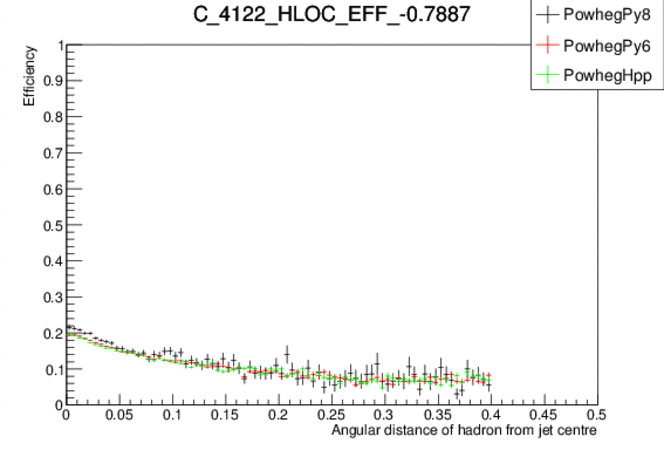 C_4122_HLOC_EFF_-0.7887
PowhegPy8
PowhegPy6
PowhegHpp
Efficiency
1
0.9
0.8
0.7
0.6
0.5
0.4
0.3
0.2
0.1
0
0 0.05 0.1 0.15 0.2 0.25 0.3 0.35 0.4 0.45 0.5
Angular distance of hadron from jet centre